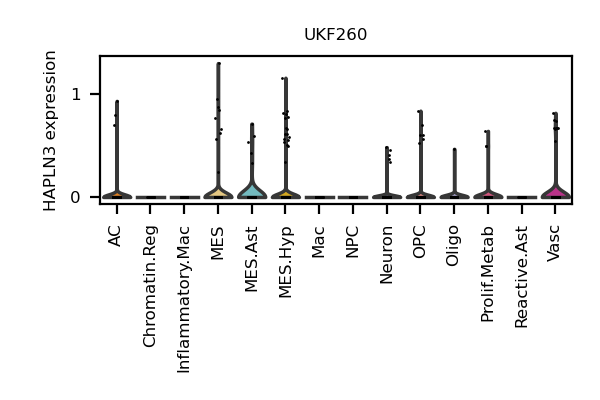 UKF260
HAPLN3 expression
1
0
AC
Chromatin.Reg
Inflammatory.Mac
MES
MES.Ast
MES.Hyp
Mac
NPC
Neuron
OPC
Oligo
Prolif.Metab
Reactive.Ast
Vasc